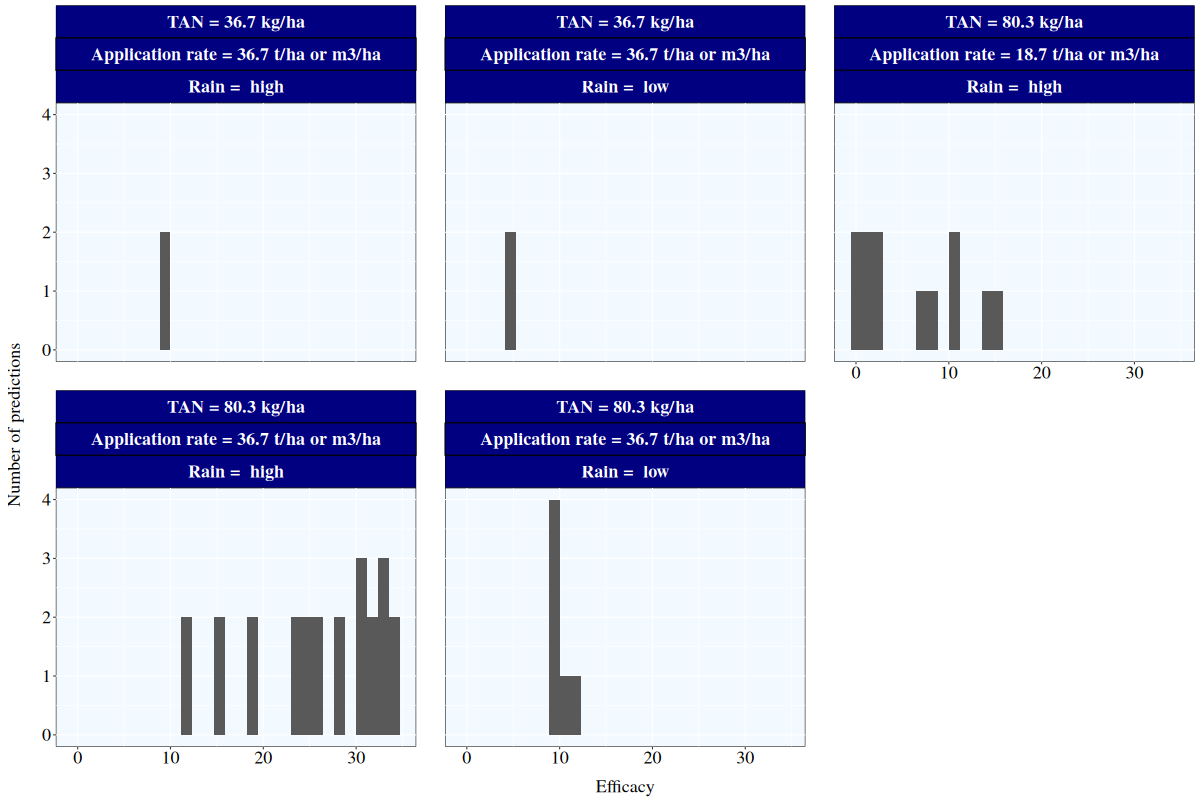 TAN = 36.7 kg/ha
Application rate = 36.7 t/ha or m3/ha
Rain =  high
TAN = 36.7 kg/ha
Application rate = 36.7 t/ha or m3/ha
Rain =  low
TAN = 80.3 kg/ha
Application rate = 18.7 t/ha or m3/ha
Rain =  high
4
3
2
1
0
0 10 20 30
TAN = 80.3 kg/ha
Application rate = 36.7 t/ha or m3/ha
Rain =  high
TAN = 80.3 kg/ha
Application rate = 36.7 t/ha or m3/ha
Rain =  low
4
3
2
1
0
0 10 20 30
0 10 20 30
Number of predictions
Efficacy